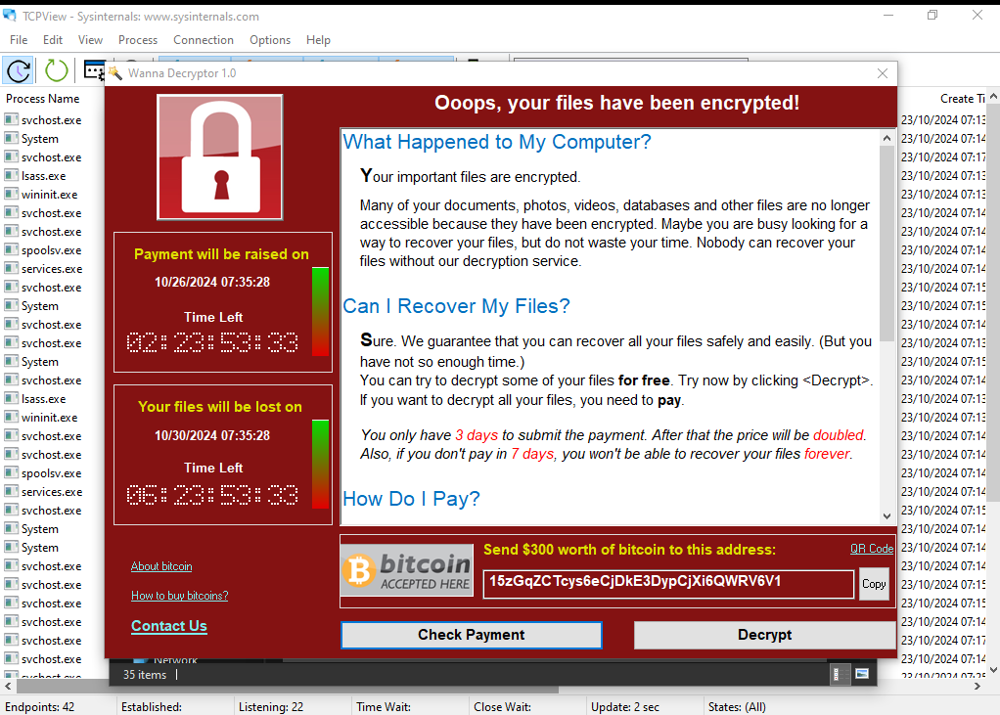 TCPView - Sysinternals: www.sysinternals.com
File Edit View Process Connection Options Help
Process Name
Create Ti
svchost.exe
System
svchost.exe
lsass.exe
wininit.exe
svchost.exe
svchost.exe
spoolsv.exe
services.exe
svchost.exe
System
svchost.exe
svchost.exe
System
svchost.exe
lsass.exe
wininit.exe
svchost.exe
svchost.exe
spoolsv.exe
services.exe
svchost.exe
System
System
svchost.exe
svchost.exe
svchost.exe
svchost.exe
svchost.exe
svchost.exe
svchost.exe
Wanna Decryptor 1.0
Ooops, your files have been encrypted!
Payment will be raised on
10/26/2024 07:35:28
Time Left
02:23:53:33
Your files will be lost on
10/30/2024 07:35:28
Time Left
06:23:53:33
About bitcoin
How to buy bitcoins?
Contact Us
What Happened to My Computer?
Your important files are encrypted.
Many of your documents, photos, videos, databases and other files are no longer
accessible because they have been encrypted. Maybe you are busy looking for a
way to recover your files, but do not waste your time. Nobody can recover your
files without our decryption service.
Can I Recover My Files?
Sure. We guarantee that you can recover all your files safely and easily. (But you
have not so enough time.)
You can try to decrypt some of your files for free. Try now by clicking <Decrypt>.
If you want to decrypt all your files, you need to pay.
You only have 3 days to submit the payment. After that the price will be doubled.
Also, if you don't pay in 7 days, you won't be able to recover your files forever.
How Do I Pay?
bitcoin
ACCEPTED HERE
Send $300 worth of bitcoin to this address:
QR Code
15zGqZCTcys6eCjDkE3DypCjXi6QWRV6V1
Copy
Check Payment
Decrypt
23/10/2024 07:13
23/10/2024 07:14
23/10/2024 07:17
23/10/2024 07:13
23/10/2024 07:13
23/10/2024 07:14
23/10/2024 07:14
23/10/2024 07:14
23/10/2024 07:14
23/10/2024 07:15
23/10/2024 07:15
23/10/2024 07:14
23/10/2024 07:15
23/10/2024 07:14
23/10/2024 07:14
23/10/2024 07:13
23/10/2024 07:13
23/10/2024 07:14
23/10/2024 07:14
23/10/2024 07:14
23/10/2024 07:14
23/10/2024 07:15
23/10/2024 07:14
23/10/2024 07:14
23/10/2024 07:14
23/10/2024 07:15
23/10/2024 07:15
23/10/2024 07:14
23/10/2024 07:17
23/10/2024 07:14
Network
35 items
Endpoints: 42
Established:
Listening: 22
Time Wait:
Close Wait:
Update: 2 sec
States: (All)